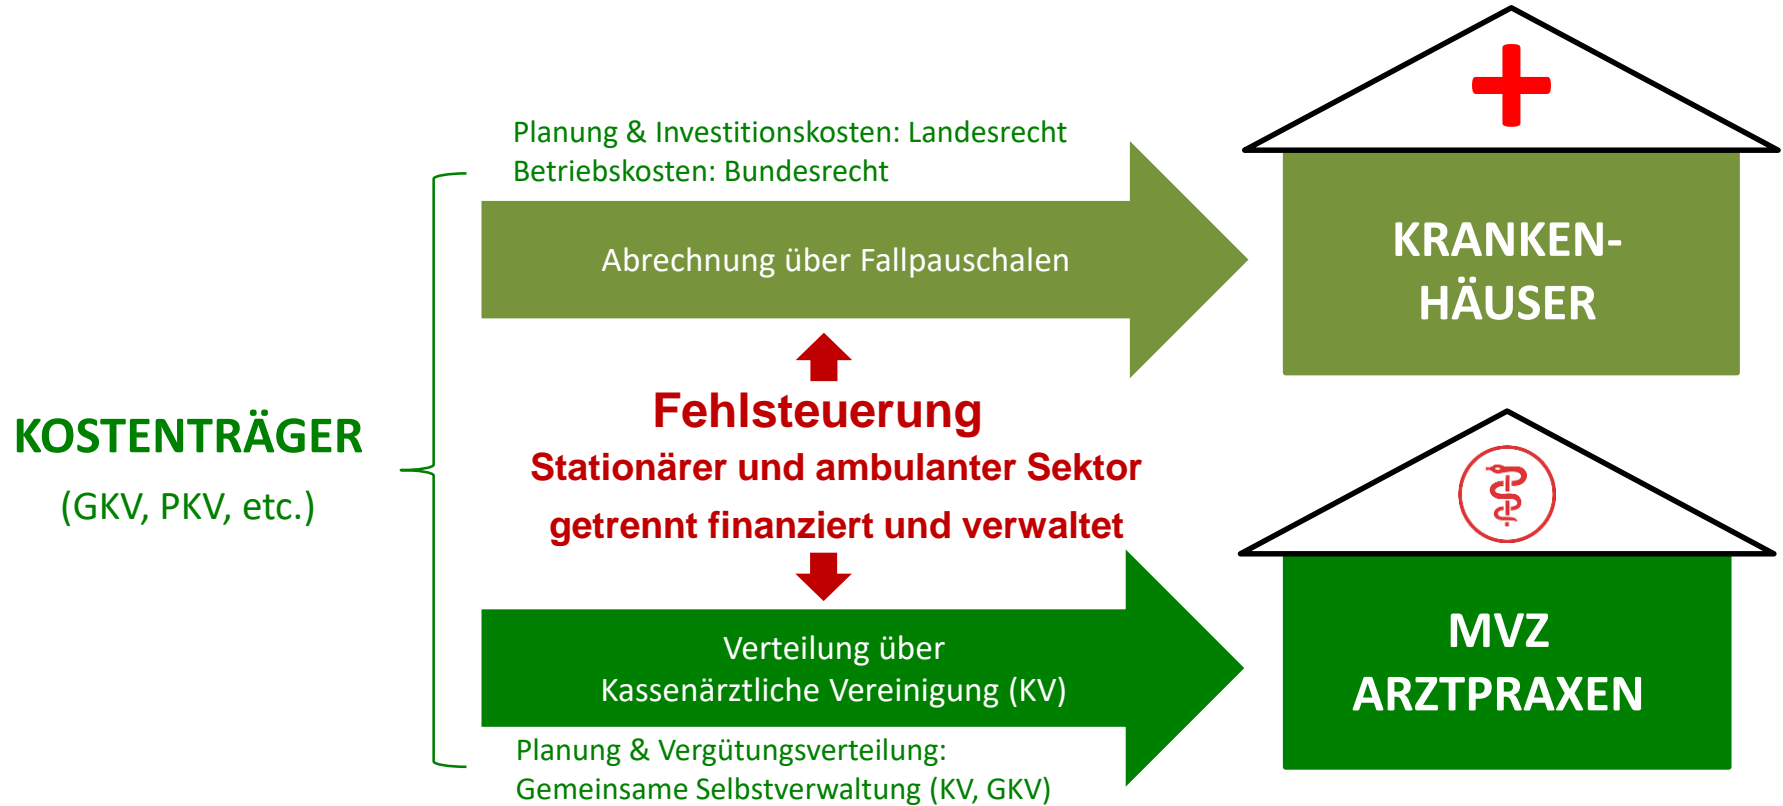 Planung & Investitionskosten: Landesrecht
Betriebskosten: Bundesrecht
Abrechnung über Fallpauschalen
KRANKEN-
HÄUSER
KOSTENTRÄGER
(GKV, PKV, etc.)
Fehlsteuerung
Stationärer und ambulanter Sektor
getrennt finanziert und verwaltet
Verteilung über
Kassenärztliche Vereinigung (KV)
MVZ
ARZTPRAXEN
Planung & Vergütungsverteilung:
Gemeinsame Selbstverwaltung (KV, GKV)